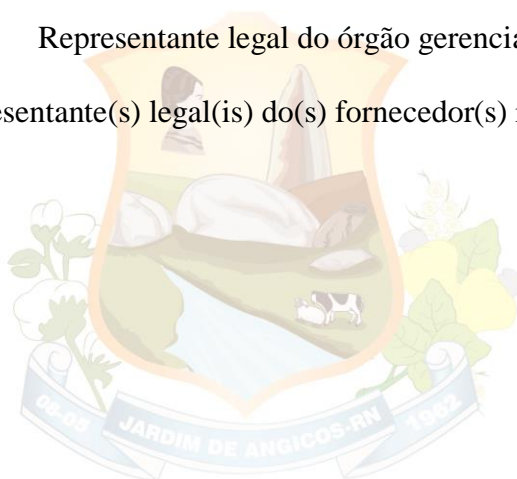 Representante legal do órgão gerencia
esentante(s) legal(is) do(s) fornecedor(s)
08-05 JARDIM DE ANGICOS-RN 1962